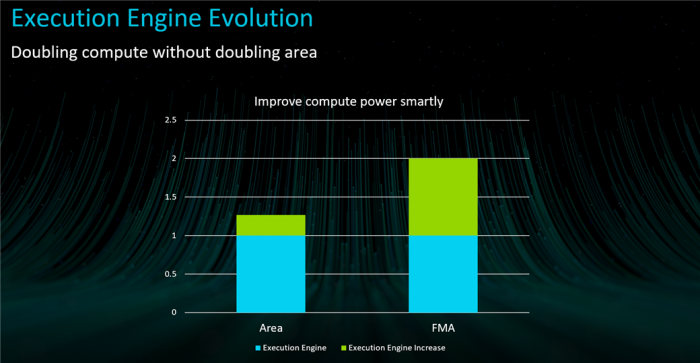 Execution Engine Evolution
Doubling compute without doubling area
Improve compute power smartly
2.5
2
1.5
1
0.5
0
Area FMA
Execution Engine Execution Engine Increase